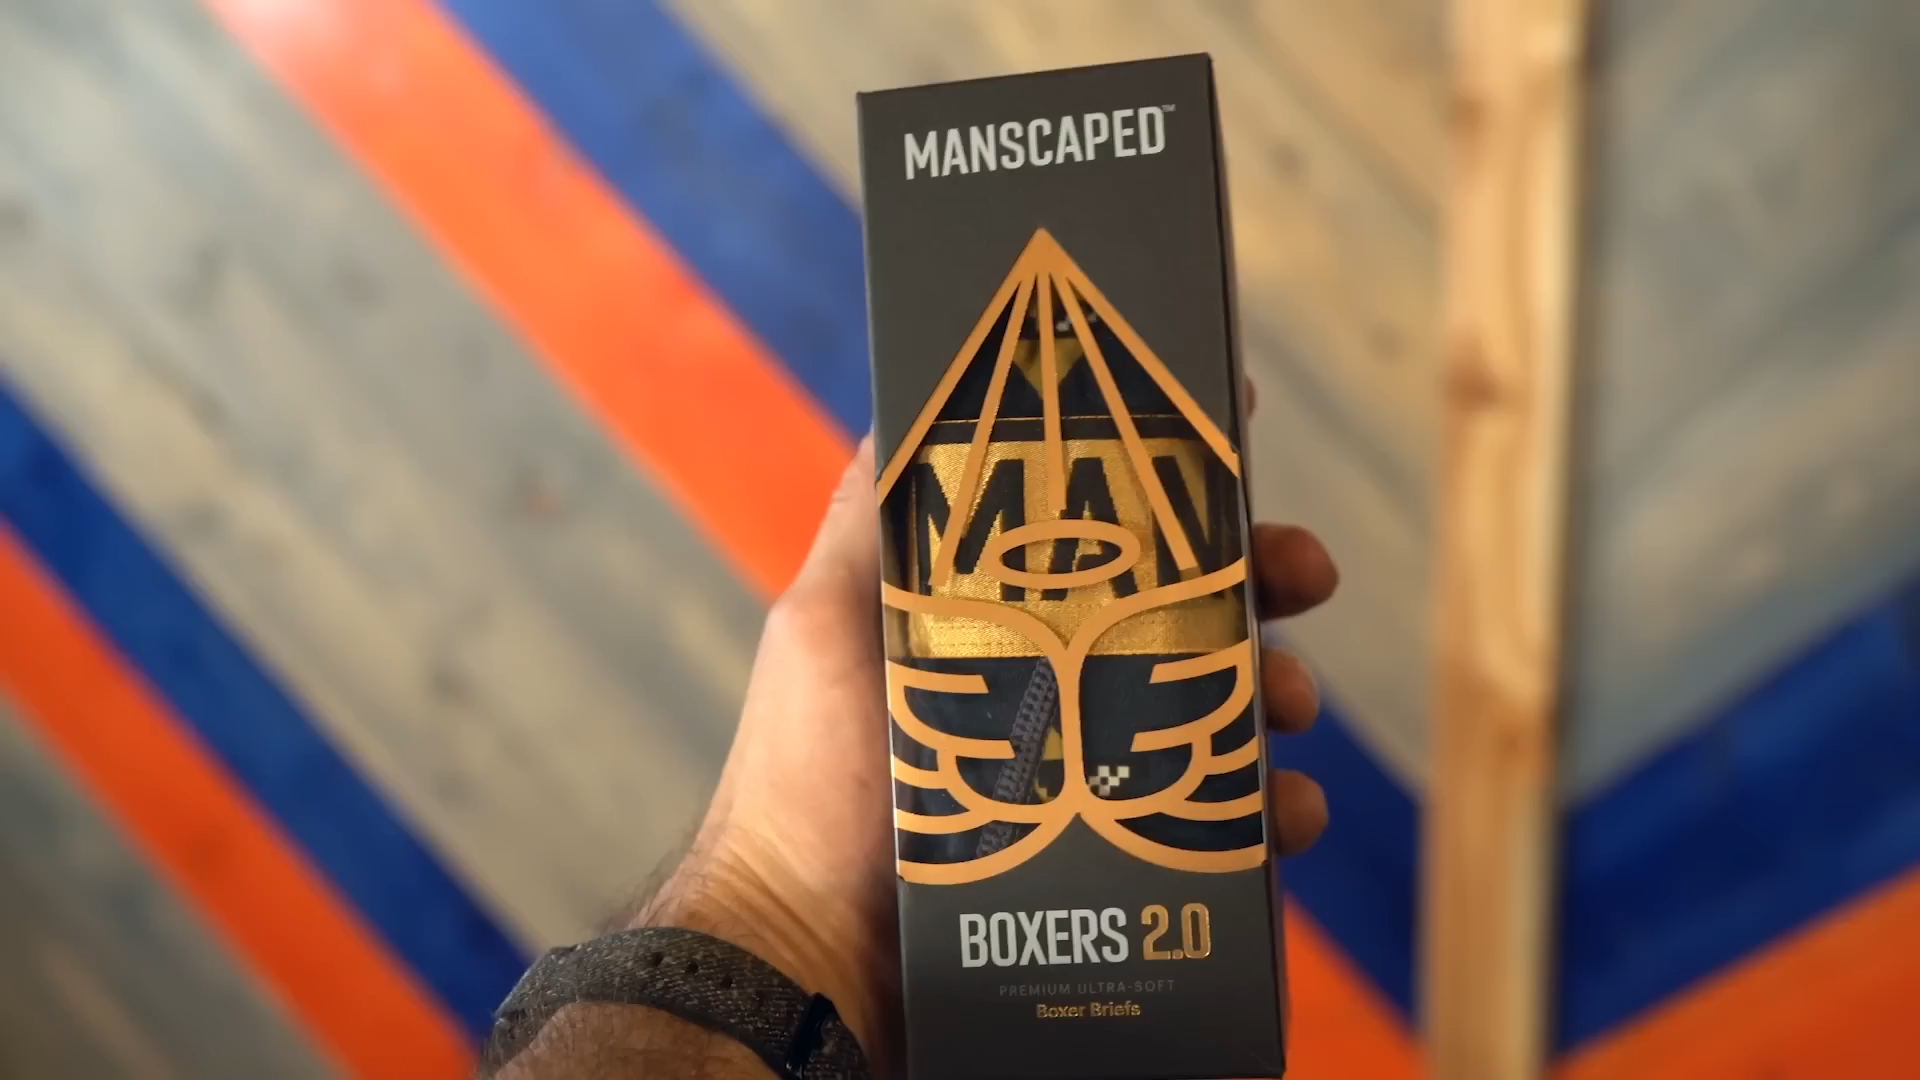 MANSCAPED™
MAN
BOXERS 2.0
PREMIUM ULTRA-SOFT
Boxer Briefs